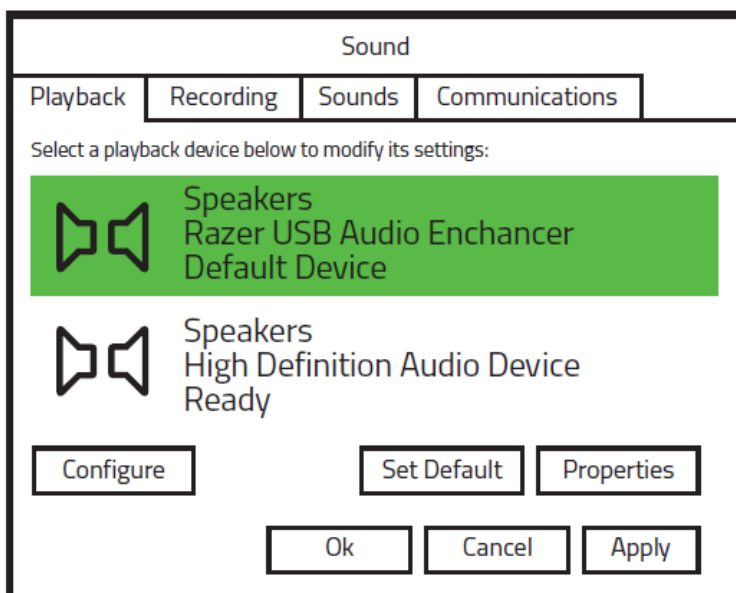 Sound
Playback Recording Sounds Communications
Select a playback device below to modify its settings:
Speakers
Razer USB Audio Enchancer
Default Device
Speakers
High Definition Audio Device
Ready
Configure Set Default Properties
Ok Cancel Apply